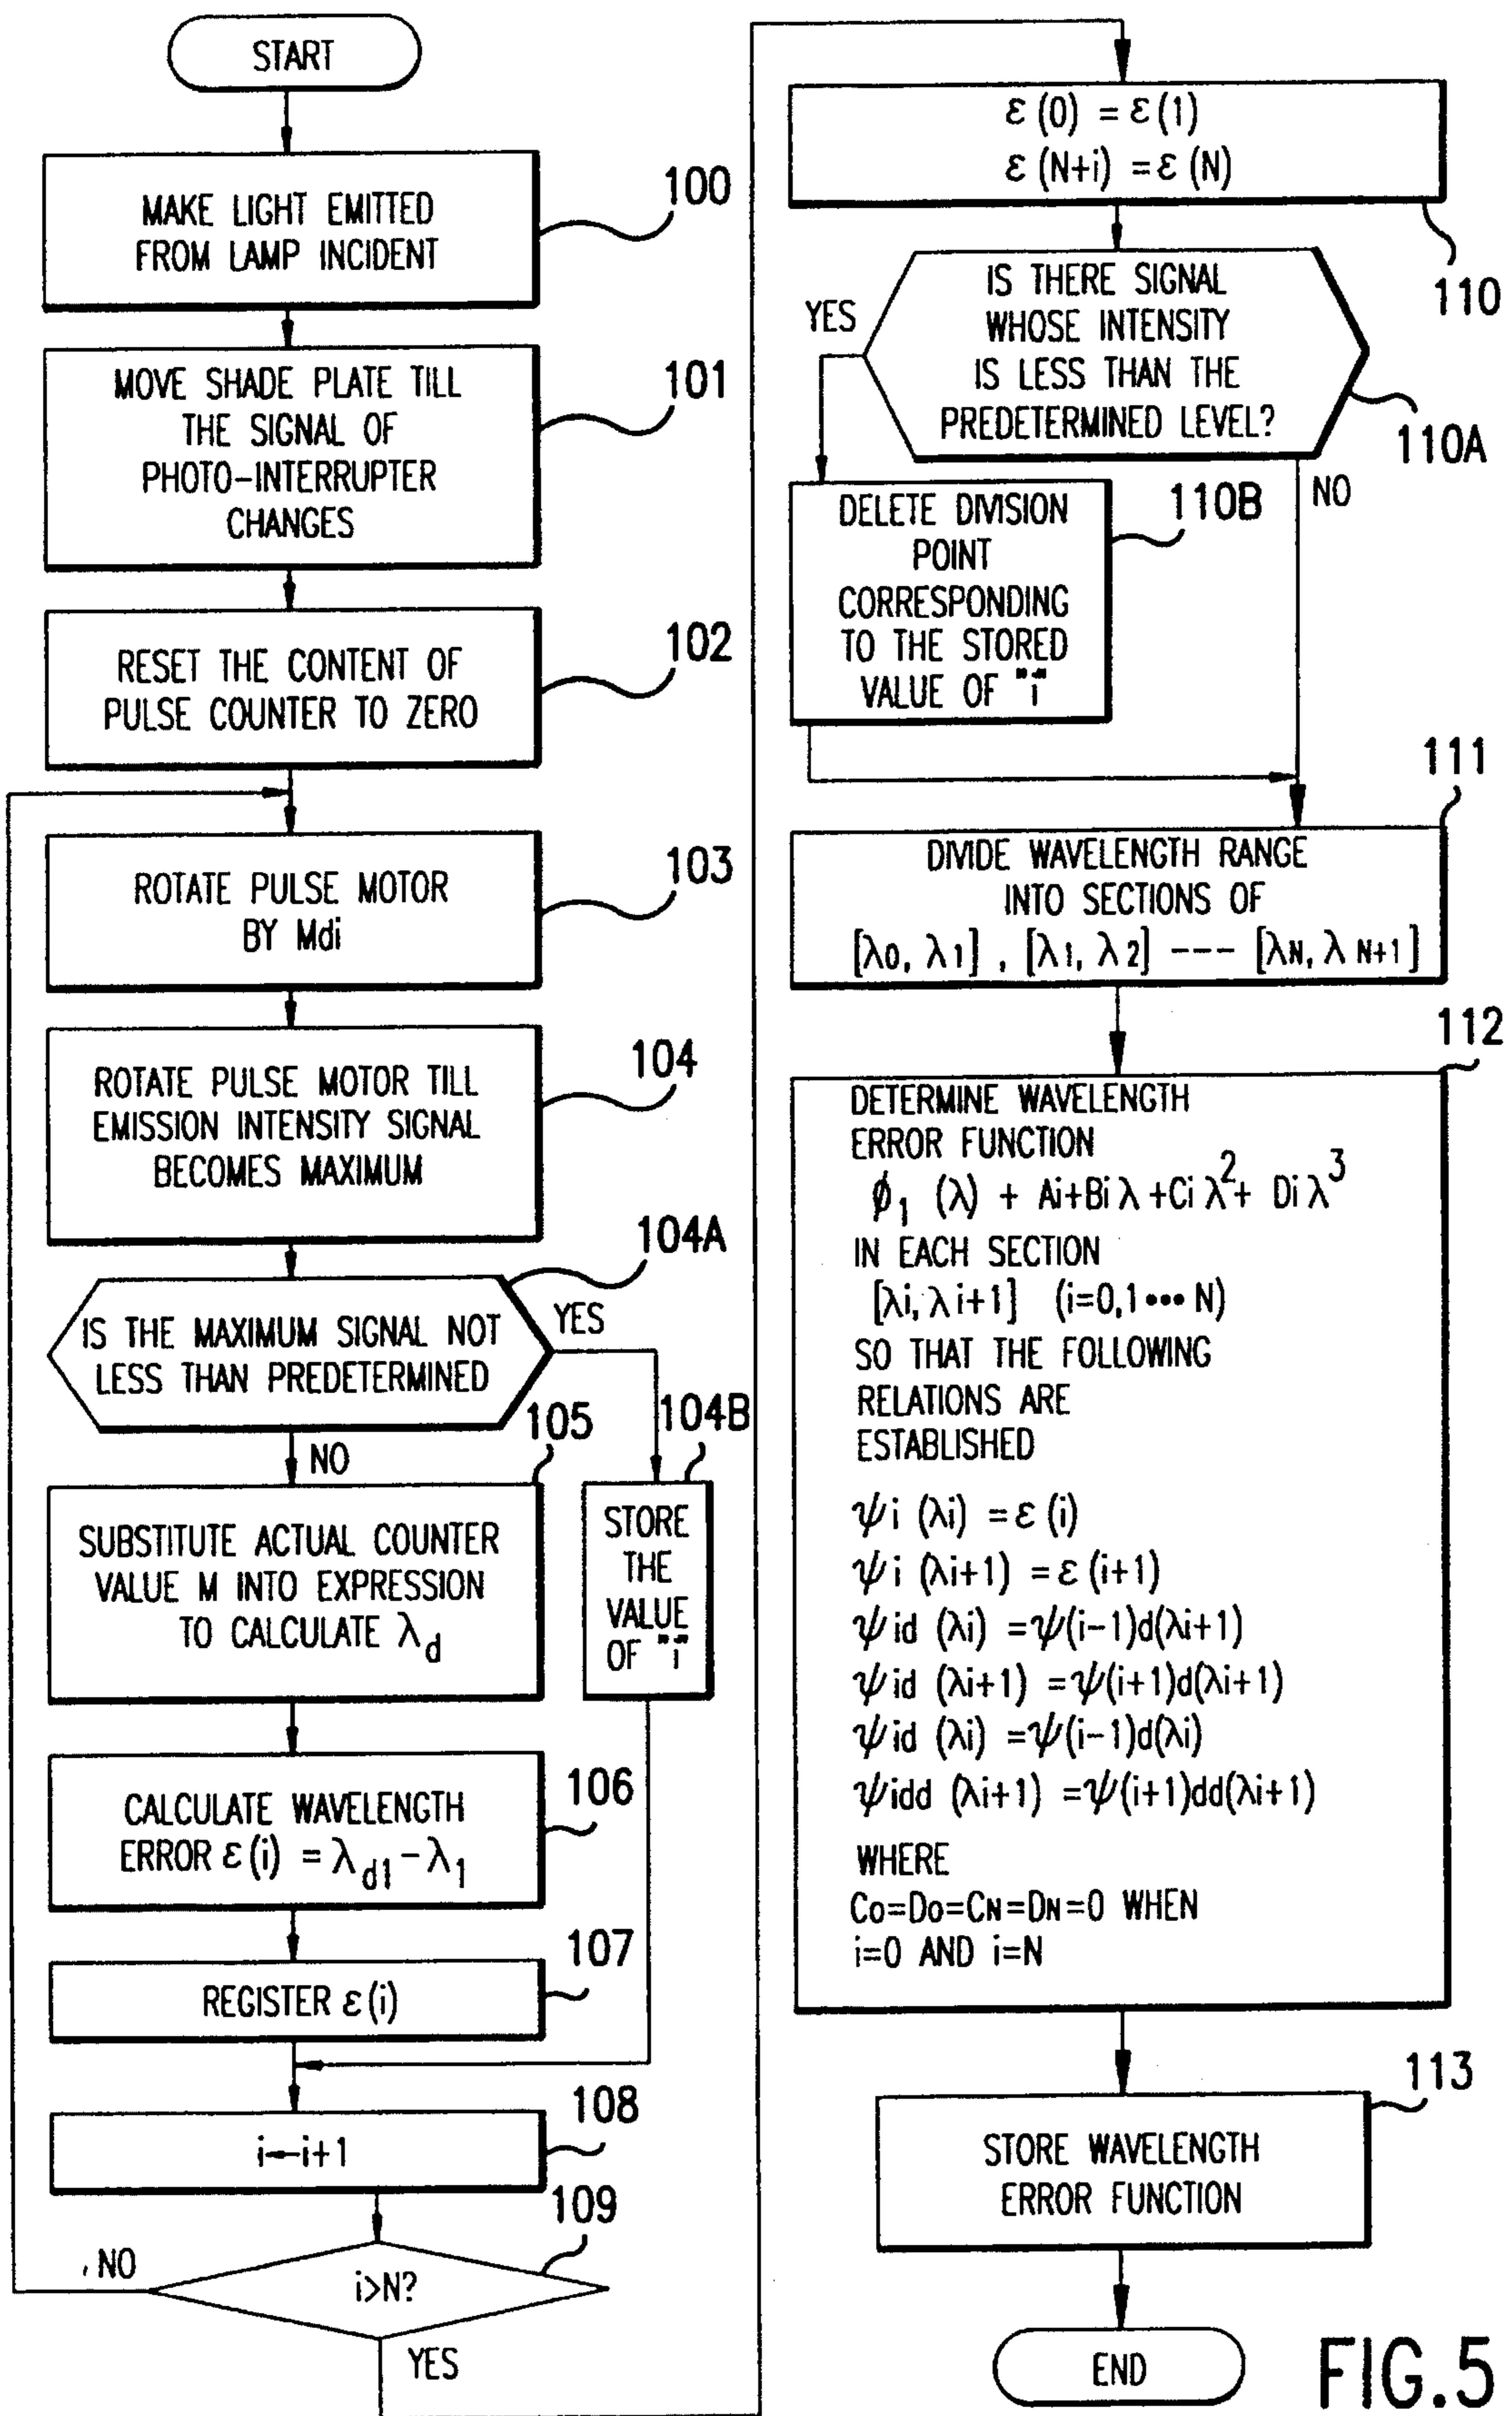 START
MAKE LIGHT EMITTED
FROM LAMP INCIDENT
100
MOVE SHADE PLATE TILL
THE SIGNAL OF
PHOTO-INTERRUPTER
CHANGES
101
RESET THE CONTENT OF
PULSE COUNTER TO ZERO
102
ROTATE PULSE MOTOR
BY Mdi
103
ROTATE PULSE MOTOR TILL
EMISSION INTENSITY SIGNAL
BECOMES MAXIMUM
104
IS THE MAXIMUM SIGNAL NOT
LESS THAN PREDETERMINED
104A
YES
NO
104B
STORE
THE
VALUE
OF "i"
105
SUBSTITUTE ACTUAL COUNTER
VALUE M INTO EXPRESSION
TO CALCULATE λd
CALCULATE WAVELENGTH
ERROR ε(i) = λd1 - λ1
106
REGISTER ε(i)
107
i←i+1
108
i>N?
109
NO
YES
ε(0) = ε(1)
ε(N+i) = ε(N)
110
IS THERE SIGNAL
WHOSE INTENSITY
IS LESS THAN THE
PREDETERMINED LEVEL?
110A
YES
NO
DELETE DIVISION
POINT
CORRESPONDING
TO THE STORED
VALUE OF "i"
110B
111
DIVIDE WAVELENGTH RANGE
INTO SECTIONS OF
[λ0, λ1] , [λ1, λ2] --- [λN, λN+1]
112
DETERMINE WAVELENGTH
ERROR FUNCTION
ϕ1 (λ) + Ai+Biλ+Ciλ²+ Diλ³
IN EACH SECTION
[λi, λi+1] (i=0,1•••N)
SO THAT THE FOLLOWING
RELATIONS ARE
ESTABLISHED
ψi (λi) =ε(i)
ψi (λi+1) =ε(i+1)
ψid (λi) =ψ(i-1)d(λi+1)
ψid (λi+1) =ψ(i+1)d(λi+1)
ψid (λi) =ψ(i-1)d(λi)
ψidd (λi+1) =ψ(i+1)dd(λi+1)
WHERE
C0=D0=CN=DN=0 WHEN
i=0 AND i=N
113
STORE WAVELENGTH
ERROR FUNCTION
END
FIG.5